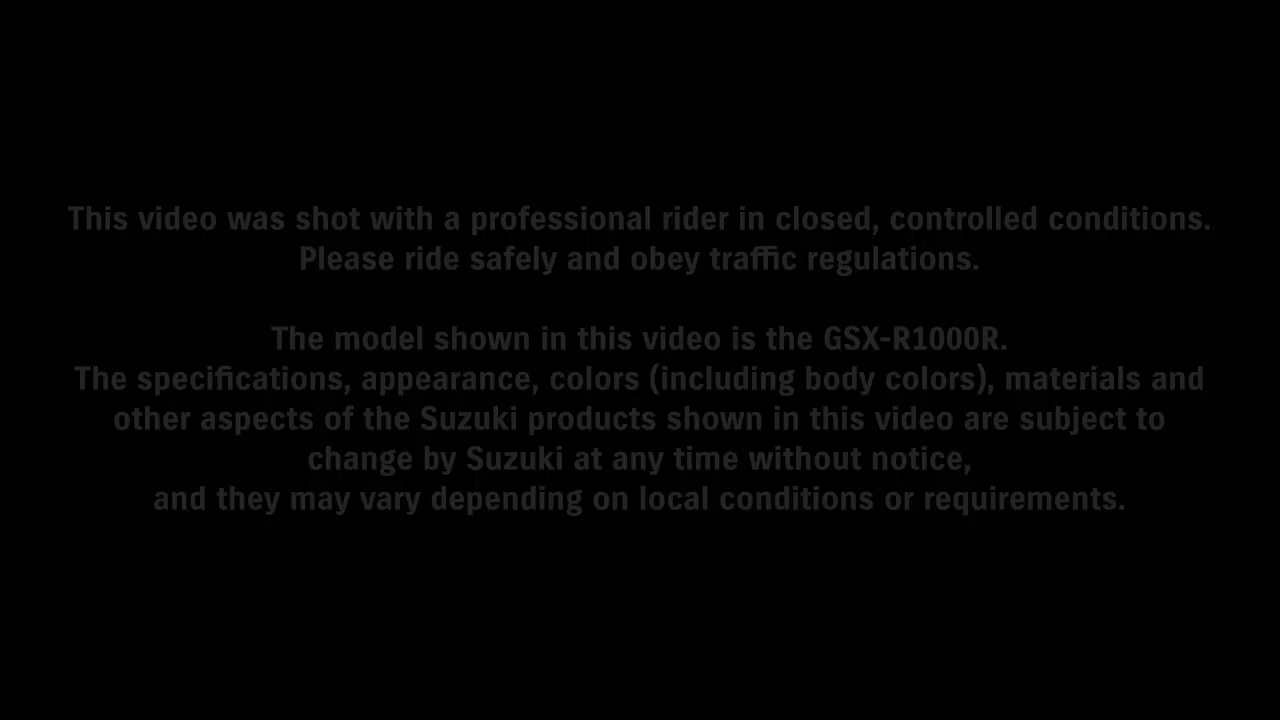 This video was shot with a professional rider in closed, controlled conditions.
Please ride safely and obey traffic regulations.
The model shown in this video is the GSX-R1000R.
The specifications, appearance, colors (including body colors), materials and
other aspects of the Suzuki products shown in this video are subject to
change by Suzuki at any time without notice,
and they may vary depending on local conditions or requirements.